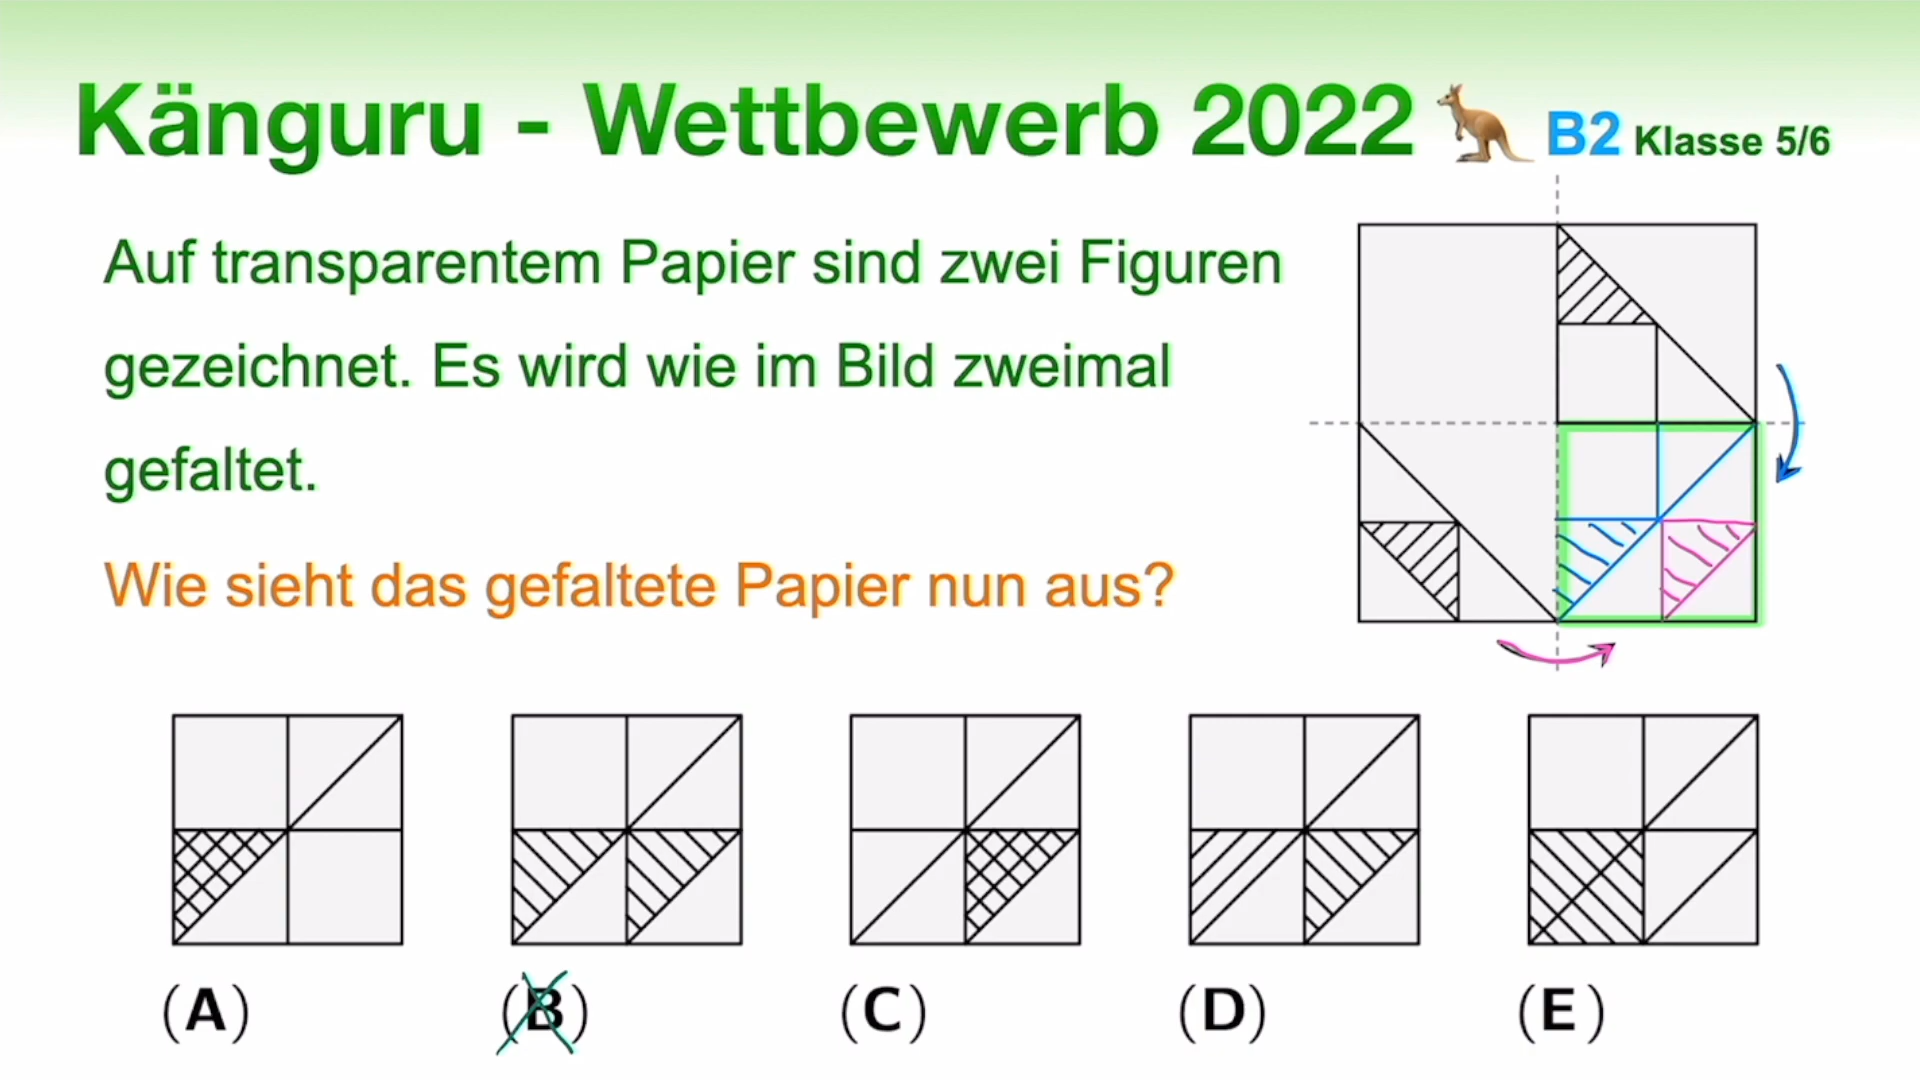 Känguru - Wettbewerb 2022 B2 Klasse 5/6
Auf transparentem Papier sind zwei Figuren
gezeichnet. Es wird wie im Bild zweimal
gefaltet.
Wie sieht das gefaltete Papier nun aus?
(A) (B) (C) (D) (E)